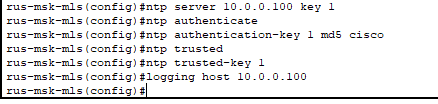 rus-msk-mls(config)#ntp server 10.0.0.100 key 1
rus-msk-mls(config)#ntp authenticate
rus-msk-mls(config)#ntp authentication-key 1 md5 cisco
rus-msk-mls(config)#ntp trusted
rus-msk-mls(config)#ntp trusted-key 1
rus-msk-mls(config)#logging host 10.0.0.100
rus-msk-mls(config)#